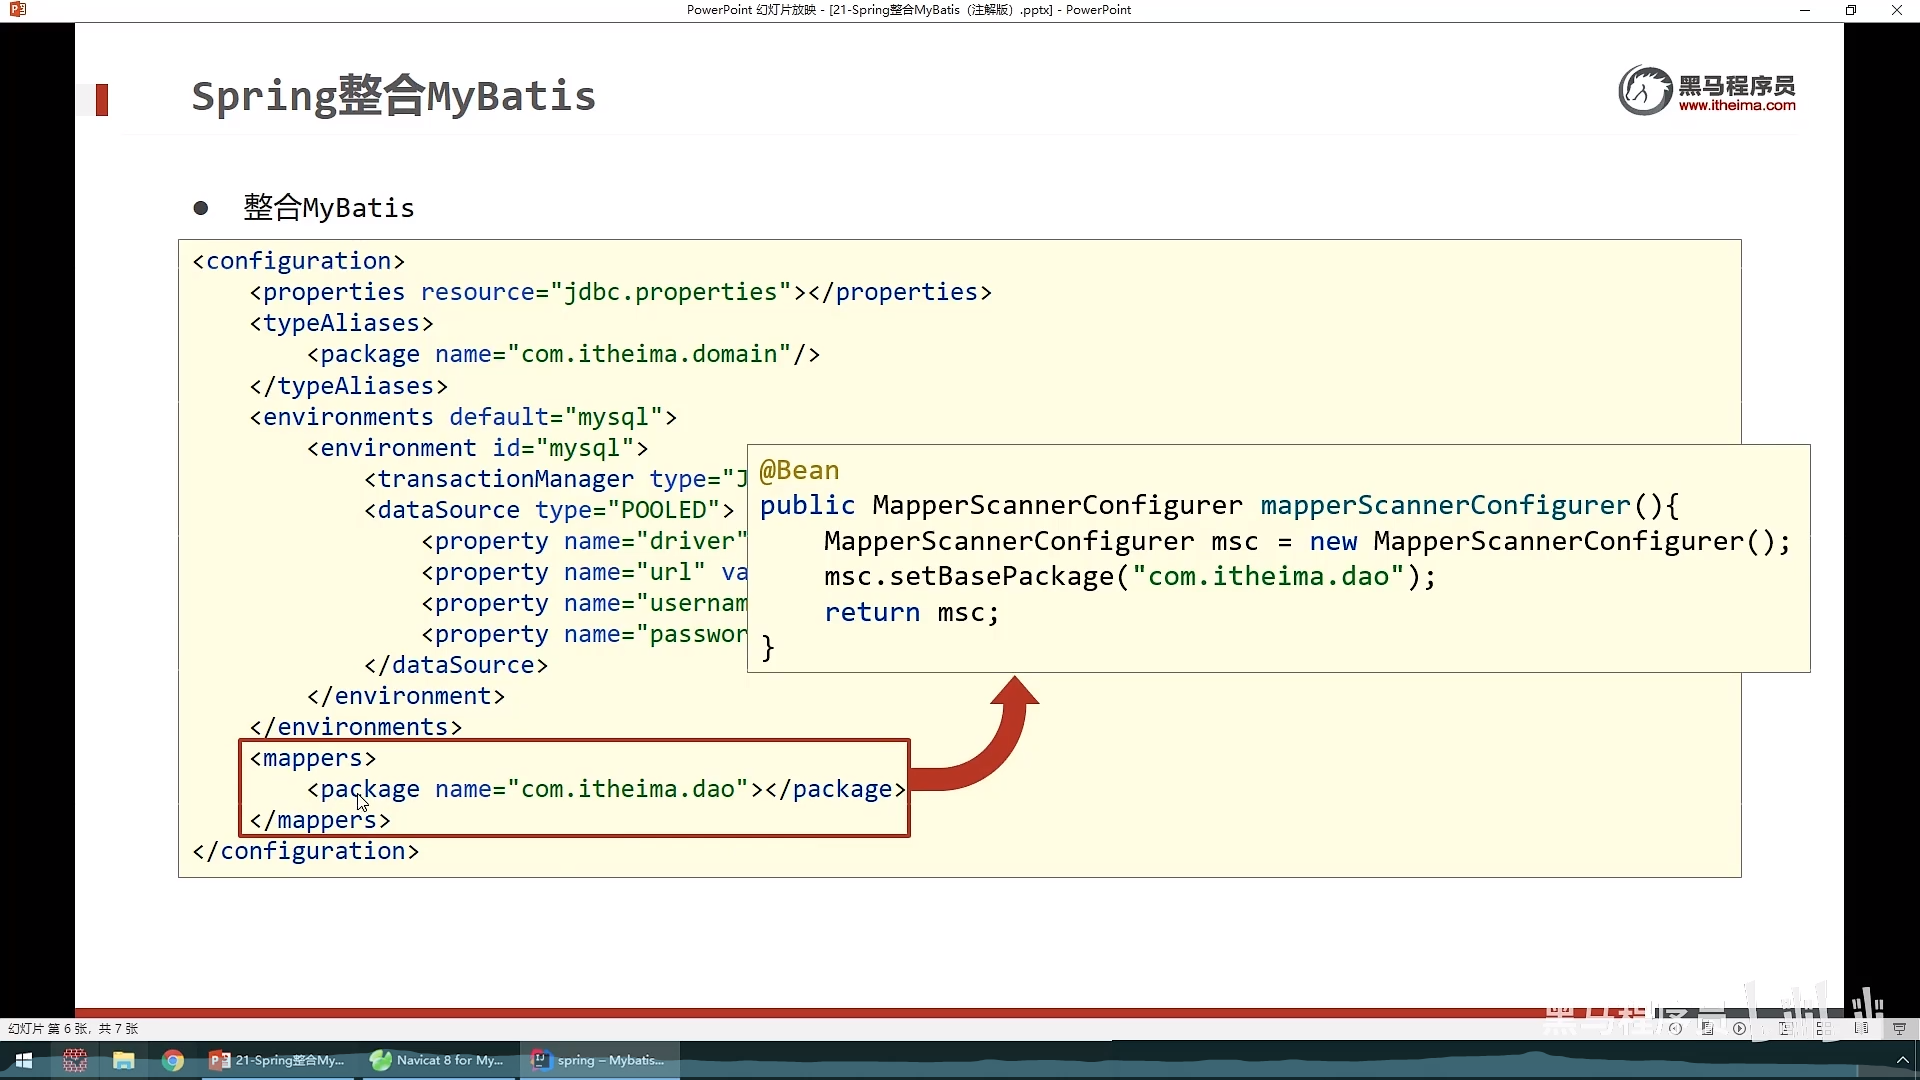 PowerPoint 幻灯片放映 - [21-Spring整合MyBatis（注解版）.pptx] - PowerPoint
Spring整合MyBatis
黑马程序员
www.itheima.com
● 整合MyBatis
<configuration>
<properties resource="jdbc.properties"></properties>
<typeAliases>
<package name="com.itheima.domain"/>
</typeAliases>
<environments default="mysql">
<environment id="mysql">
<transactionManager type="J
<dataSource type="POOLED">
<property name="driver"
<property name="url" va
<property name="usernam
<property name="passwor
</dataSource>
</environment>
</environments>
<mappers>
<package name="com.itheima.dao"></package>
</mappers>
</configuration>
@Bean
public MapperScannerConfigurer mapperScannerConfigurer(){
MapperScannerConfigurer msc = new MapperScannerConfigurer();
msc.setBasePackage("com.itheima.dao");
return msc;
}
黑马程序员
幻灯片 第 6 张，共 7 张
21-Spring整合My...
Navicat 8 for My...
spring – Mybatis...